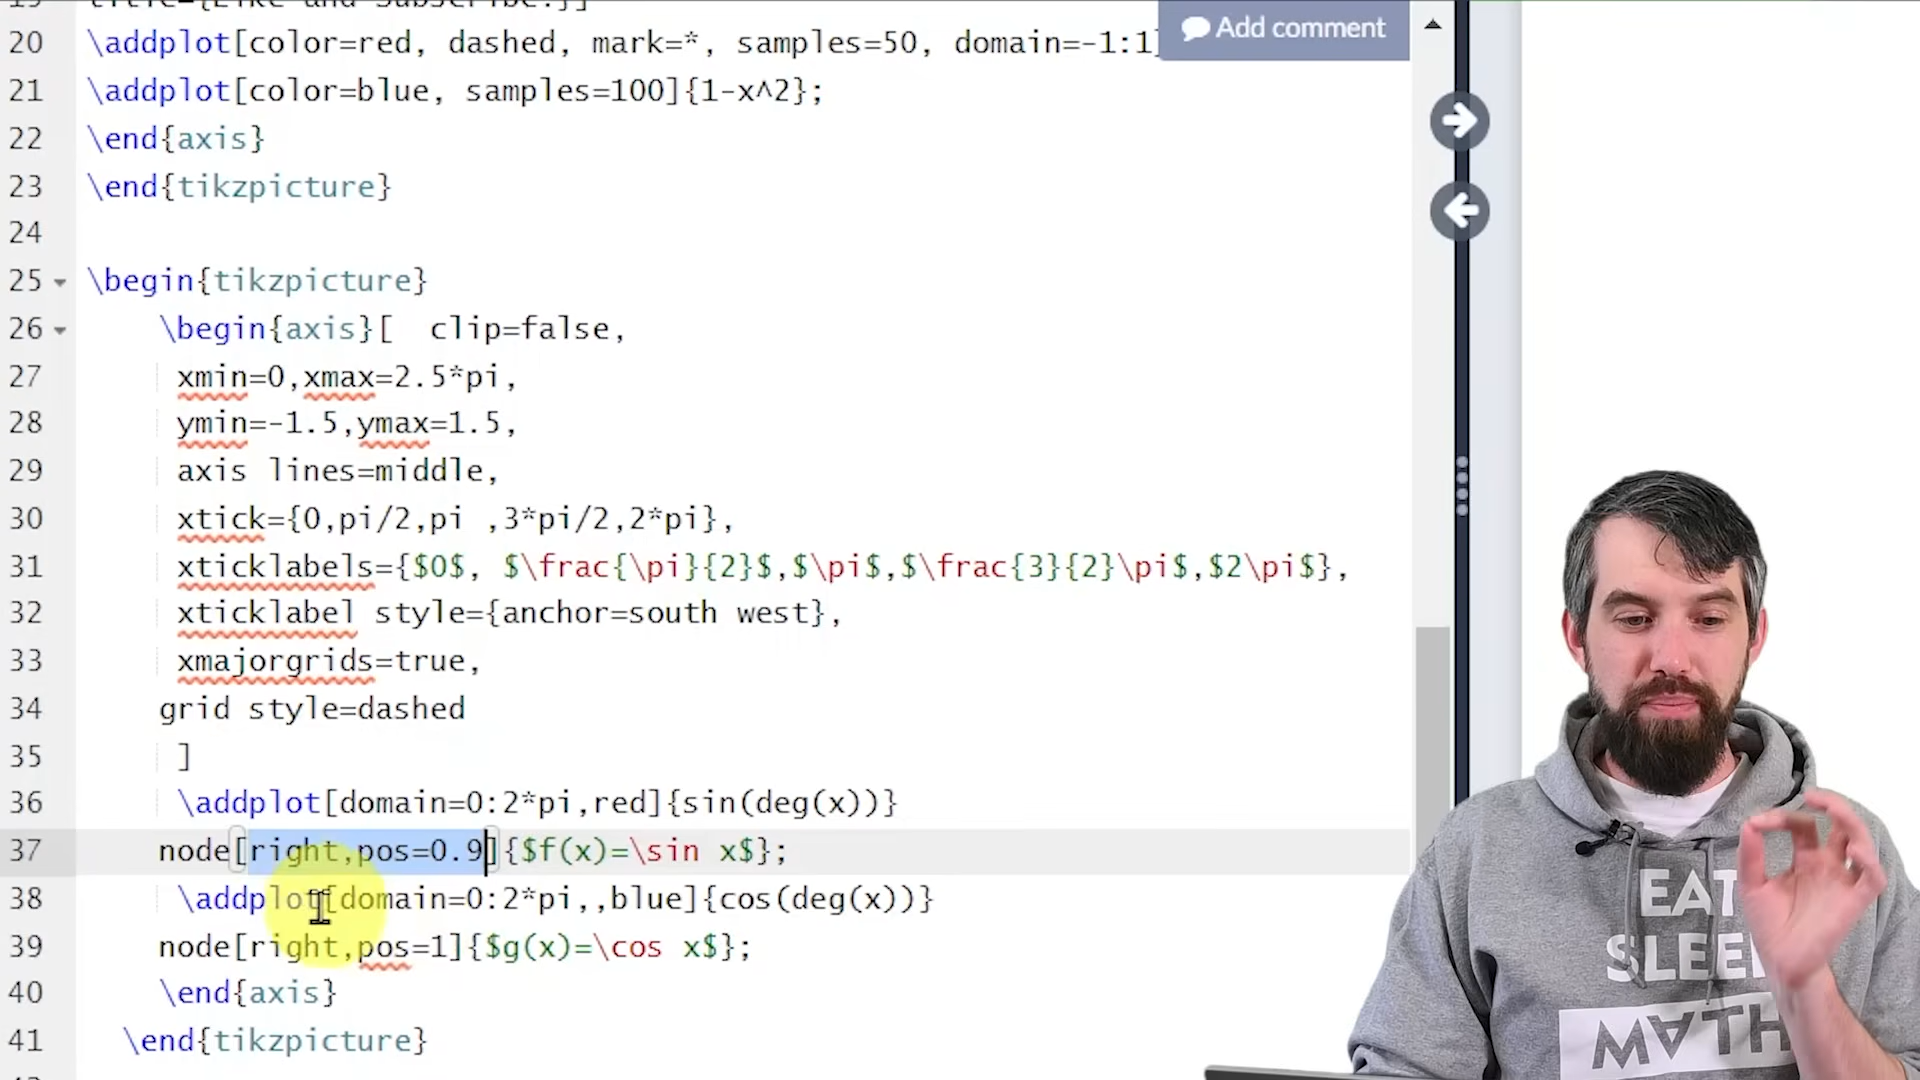 title={Like and Subscribe!}]
20 \addplot[color=red, dashed, mark=*, samples=50, domain=-1:1]
Add comment
21 \addplot[color=blue, samples=100]{1-x^2};
22 \end{axis}
23 \end{tikzpicture}
24
25 \begin{tikzpicture}
26 \begin{axis}[ clip=false,
27 xmin=0,xmax=2.5*pi,
28 ymin=-1.5,ymax=1.5,
29 axis lines=middle,
30 xtick={0,pi/2,pi ,3*pi/2,2*pi},
31 xticklabels={$0$, $\frac{\pi}{2}$,$\pi$,$\frac{3}{2}\pi$,$2\pi$},
32 xticklabel style={anchor=south west},
33 xmajorgrids=true,
34 grid style=dashed
35 ]
36 \addplot[domain=0:2*pi,red]{sin(deg(x))}
37 node[right,pos=0.9]{$f(x)=\sin x$};
38 \addplot[domain=0:2*pi,,blue]{cos(deg(x))}
39 node[right,pos=1]{$g(x)=\cos x$};
40 \end{axis}
41 \end{tikzpicture}
EAT
SLEEP
MATH